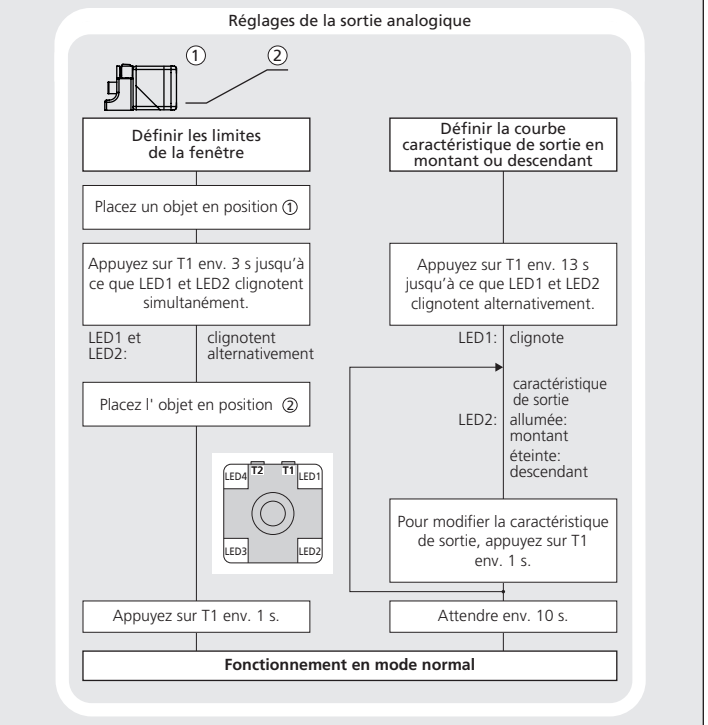 Réglages de la sortie analogique
① ②
Définir les limites
de la fenêtre
Placez un objet en position ①
Appuyez sur T1 env. 3 s jusqu'à
ce que LED1 et LED2 clignotent
simultanément.
LED1 et
LED2:
clignotent
alternativement
Placez l' objet en position ②
LED4
T2
T1
LED1
LED3
LED2
Appuyez sur T1 env. 1 s.
Définir la courbe
caractéristique de sortie en
montant ou descendant
Appuyez sur T1 env. 13 s
jusqu'à ce que LED1 et LED2
clignotent alternativement.
LED1: clignote
caractéristique
de sortie
LED2: allumée:
montant
éteinte:
descendant
Pour modifier la caractéristique
de sortie, appuyez sur T1
env. 1 s.
Attendre env. 10 s.
Fonctionnement en mode normal